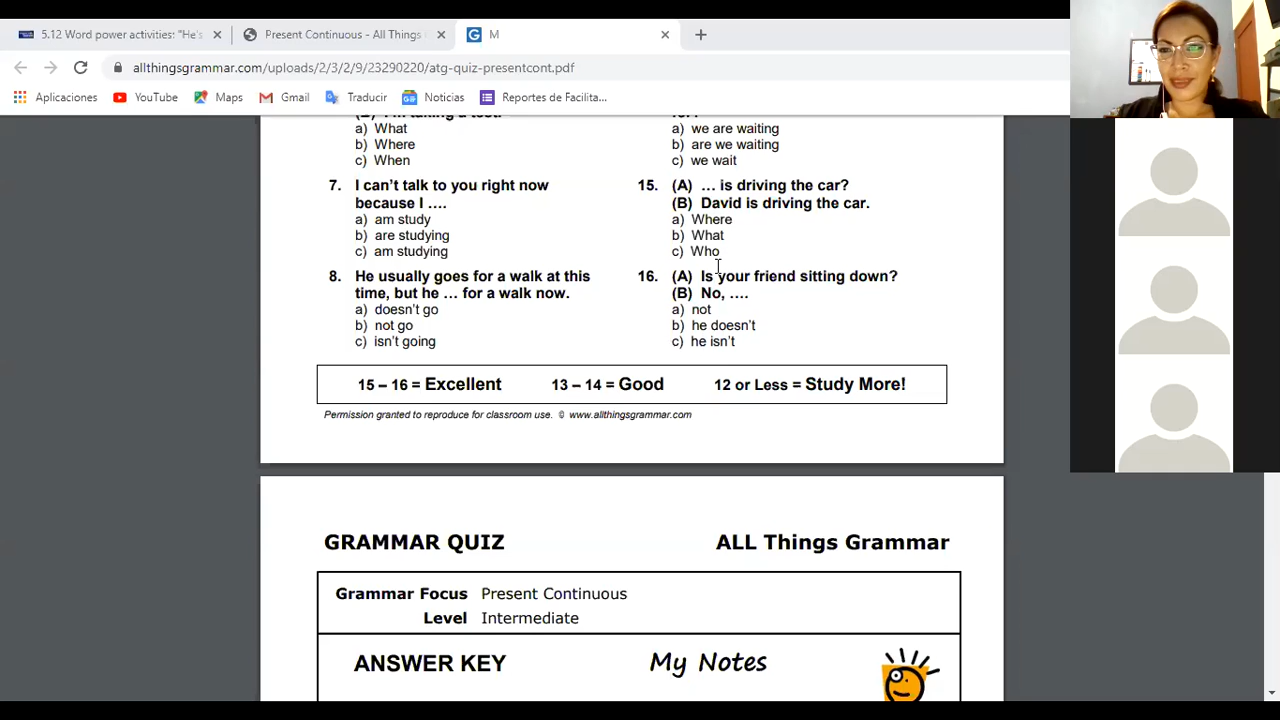 5.12 Word power activities: "He's
Present Continuous - All Things
M
allthingsgrammar.com/uploads/2/3/2/9/23290220/atg-quiz-presentcont.pdf
Aplicaciones
YouTube
Maps
Gmail
Traducir
Noticias
Reportes de Facilita...
a) What
b) Where
c) When
7. I can't talk to you right now
because I ....
a) am study
b) are studying
c) am studying
8. He usually goes for a walk at this
time, but he ... for a walk now.
a) doesn't go
b) not go
c) isn't going
a) we are waiting
b) are we waiting
c) we wait
15. (A) ... is driving the car?
(B) David is driving the car.
a) Where
b) What
c) Who
16. (A) Is your friend sitting down?
(B) No, ....
a) not
b) he doesn't
c) he isn't
15 – 16 = Excellent 13 – 14 = Good 12 or Less = Study More!
Permission granted to reproduce for classroom use. © www.allthingsgrammar.com
GRAMMAR QUIZ
ALL Things Grammar
Grammar Focus Present Continuous
Level Intermediate
ANSWER KEY
My Notes